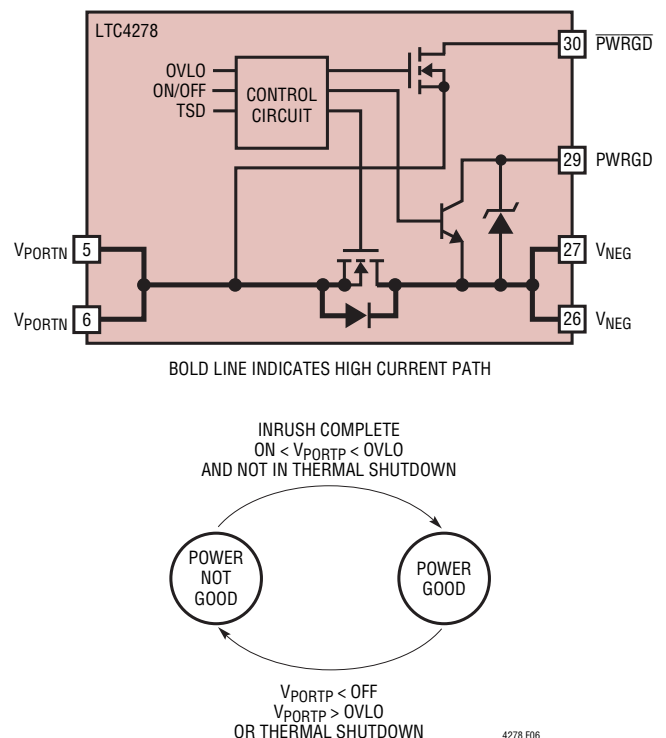 LTC4278
30 PWRGD
OVLO
ON/OFF
TSD
CONTROL
CIRCUIT
29 PWRGD
VPORTN 5
27 VNEG
VPORTN 6
26 VNEG
BOLD LINE INDICATES HIGH CURRENT PATH
INRUSH COMPLETE
ON < VPORTP < OVLO
AND NOT IN THERMAL SHUTDOWN
POWER
NOT
GOOD
POWER
GOOD
VPORTP < OFF
VPORTP > OVLO
OR THERMAL SHUTDOWN
4278 F06